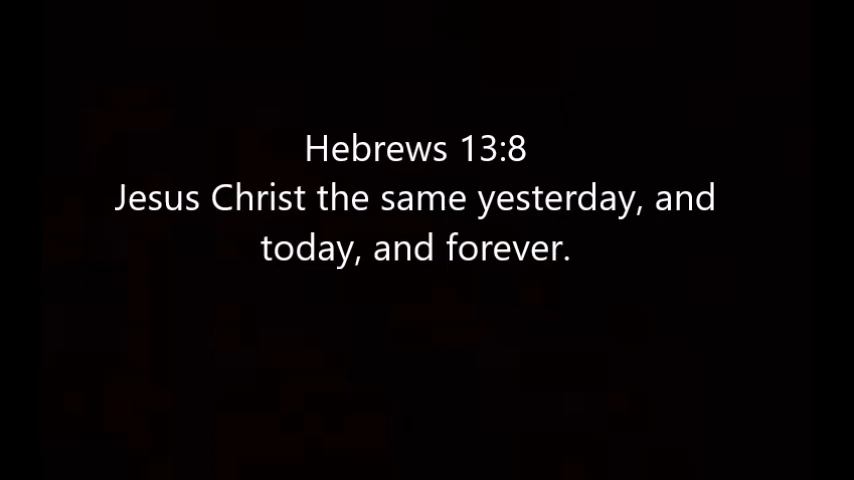 Hebrews 13:8
Jesus Christ the same yesterday, and
today, and forever.